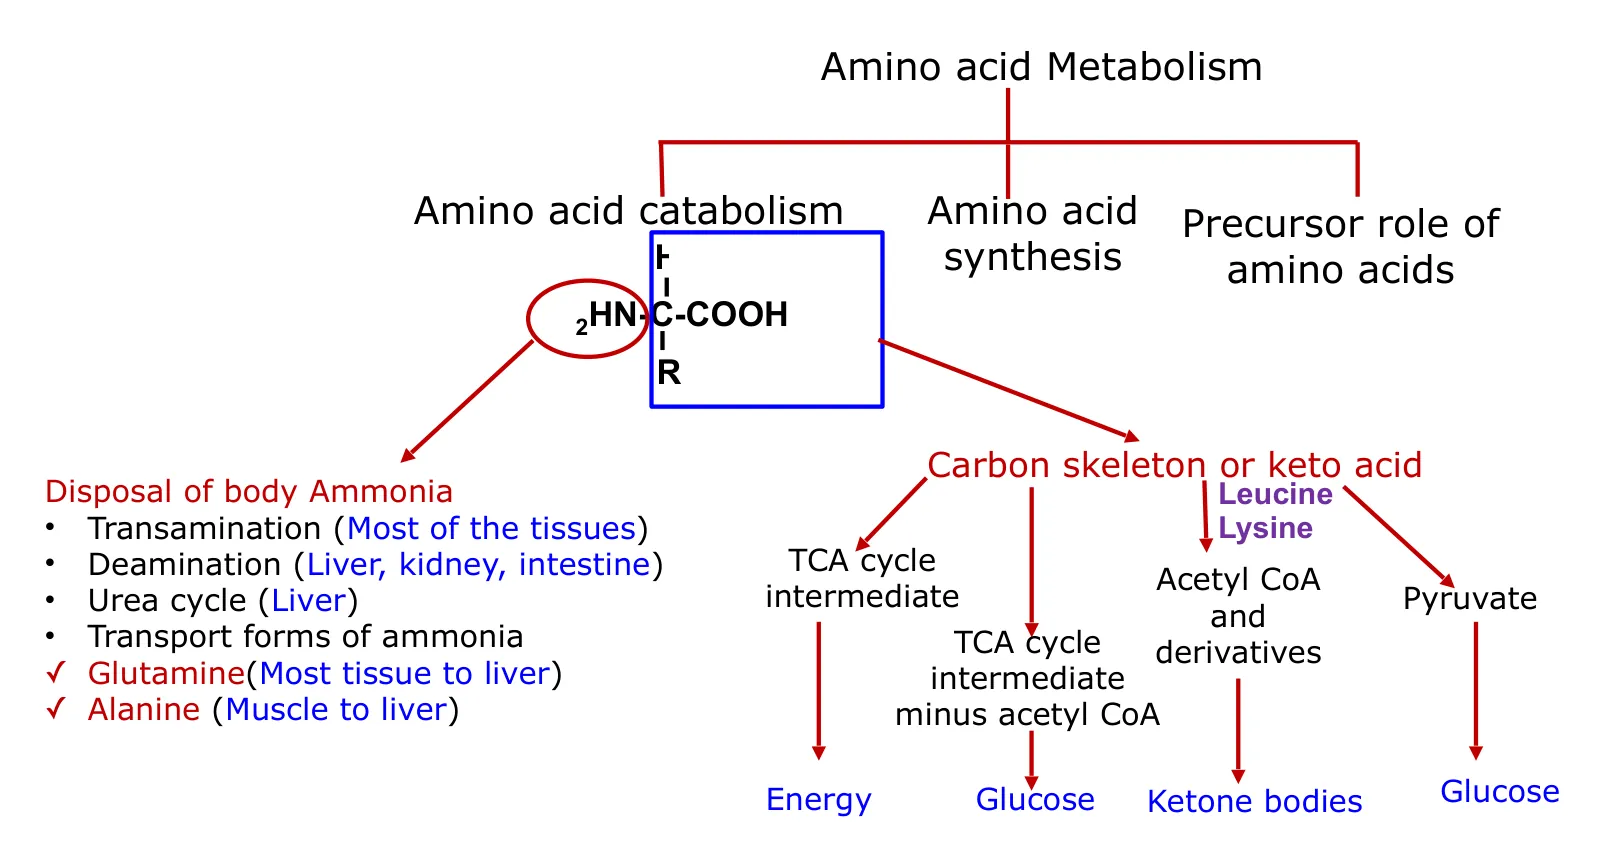 Amino acid Metabolism
Amino acid catabolism
Amino acid
synthesis
Precursor role of
amino acids
H
₂HN-C-COOH
R
Disposal of body Ammonia
• Transamination (Most of the tissues)
• Deamination (Liver, kidney, intestine)
• Urea cycle (Liver)
• Transport forms of ammonia
✓ Glutamine(Most tissue to liver)
✓ Alanine (Muscle to liver)
Carbon skeleton or keto acid
Leucine
Lysine
TCA cycle
intermediate
TCA cycle
intermediate
minus acetyl CoA
Acetyl CoA
and
derivatives
Pyruvate
Energy
Glucose
Ketone bodies
Glucose